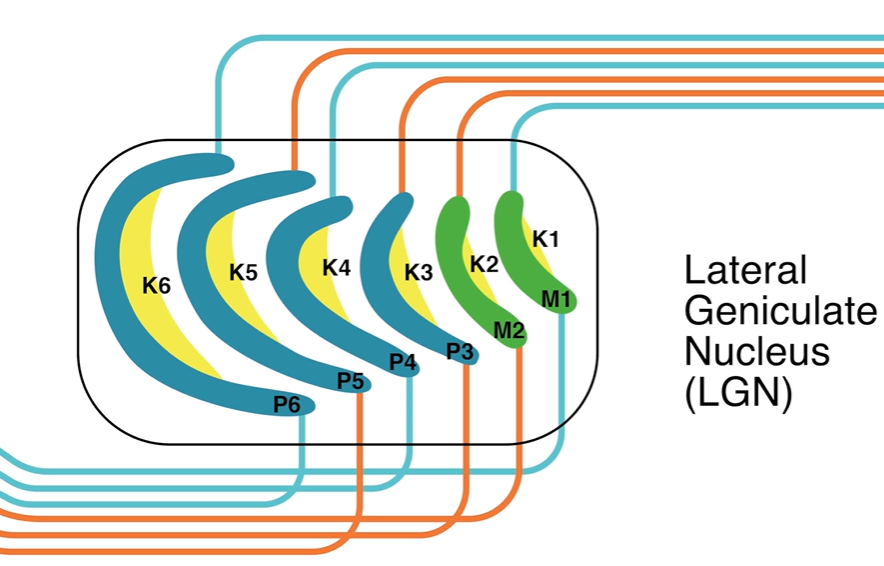 K6
K5
K4
K3
K2
K1
P6
P5
P4
P3
M2
M1
Lateral
Geniculate
Nucleus
(LGN)